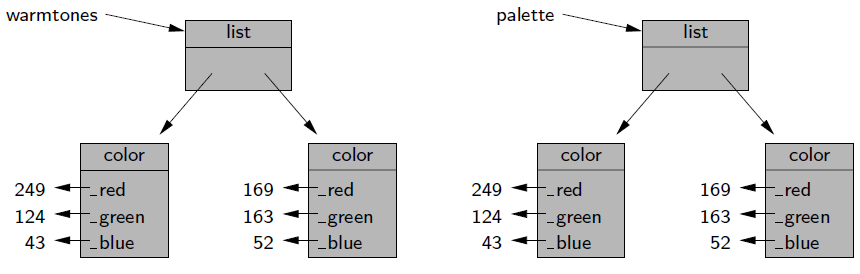 warmtones
list
palette
list
color
color
color
color
249 _red
169 _red
249 _red
169 _red
124 _green
163 _green
124 _green
163 _green
43 _blue
52 _blue
43 _blue
52 _blue